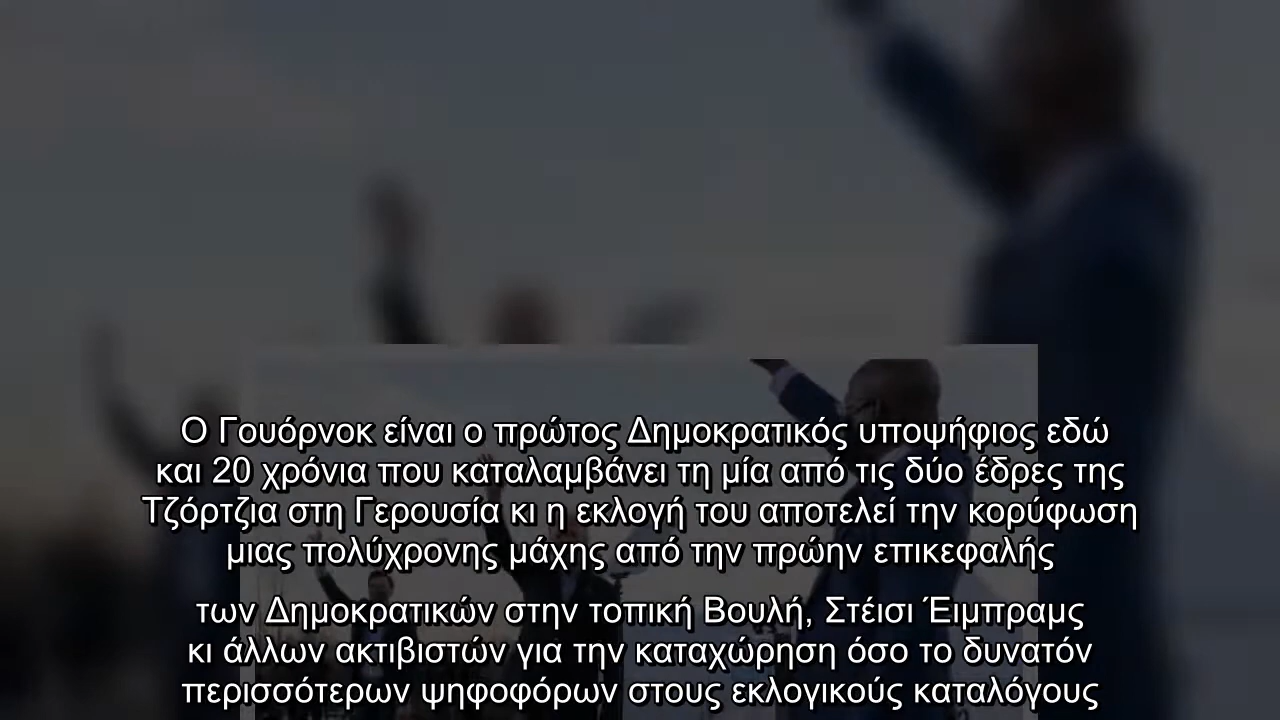 Ο Γουόρνοκ είναι ο πρώτος Δημοκρατικός υποψήφιος εδώ
και 20 χρόνια που καταλαμβάνει τη μία από τις δύο έδρες της
Τζόρτζια στη Γερουσία κι η εκλογή του αποτελεί την κορύφωση
μιας πολύχρονης μάχης από την πρώην επικεφαλής
των Δημοκρατικών στην τοπική Βουλή, Στέισι Έιμπραμς
κι άλλων ακτιβιστών για την καταχώρηση όσο το δυνατόν
περισσότερων ψηφοφόρων στους εκλογικούς καταλόγους